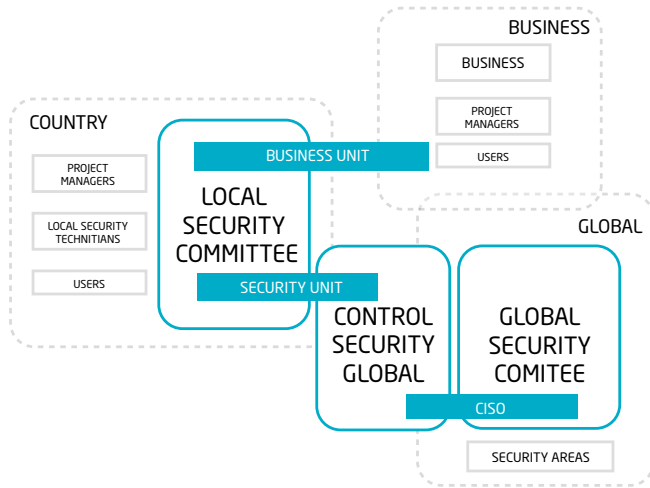 BUSINESS
BUSINESS
PROJECT
MANAGERS
USERS
COUNTRY
PROJECT
MANAGERS
LOCAL SECURITY
TECHNITIANS
USERS
BUSINESS UNIT
LOCAL
SECURITY
COMMITTEE
SECURITY UNIT
GLOBAL
CONTROL
SECURITY
GLOBAL
GLOBAL
SECURITY
COMITEE
CISO
SECURITY AREAS